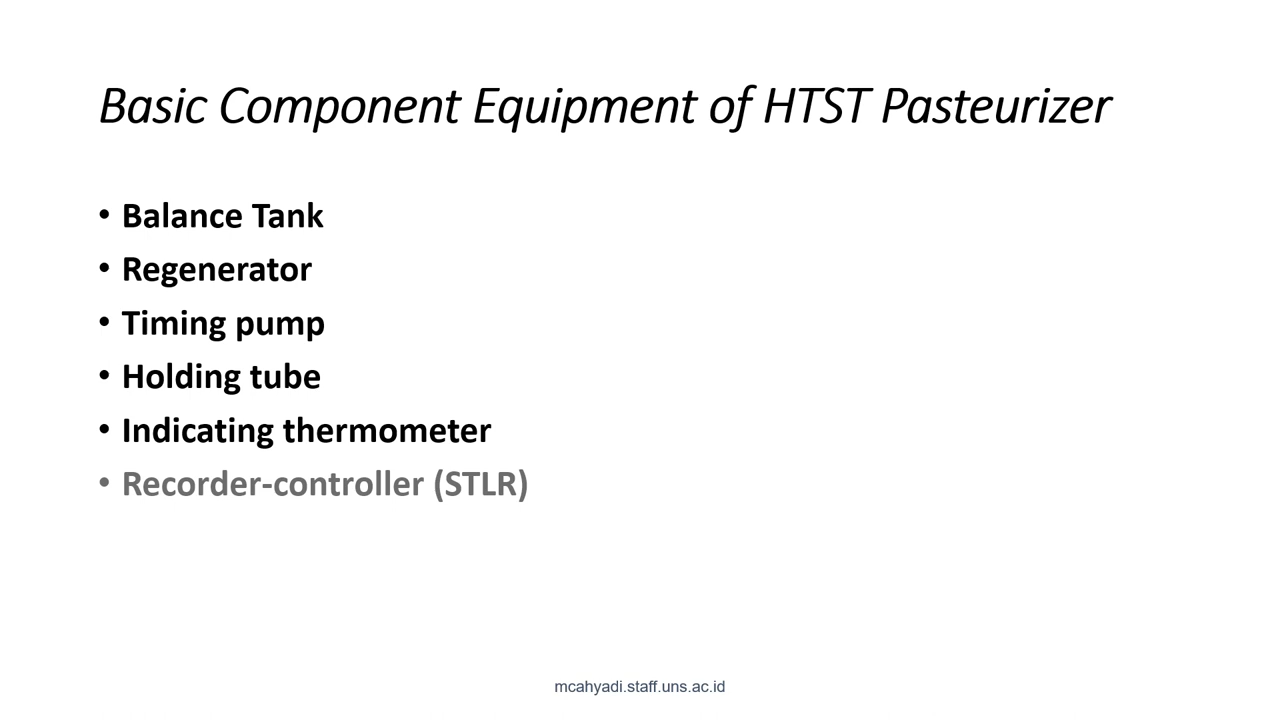 Basic Component Equipment of HTST Pasteurizer
• Balance Tank
• Regenerator
• Timing pump
• Holding tube
• Indicating thermometer
• Recorder-controller (STLR)
mcahyadi.staff.uns.ac.id